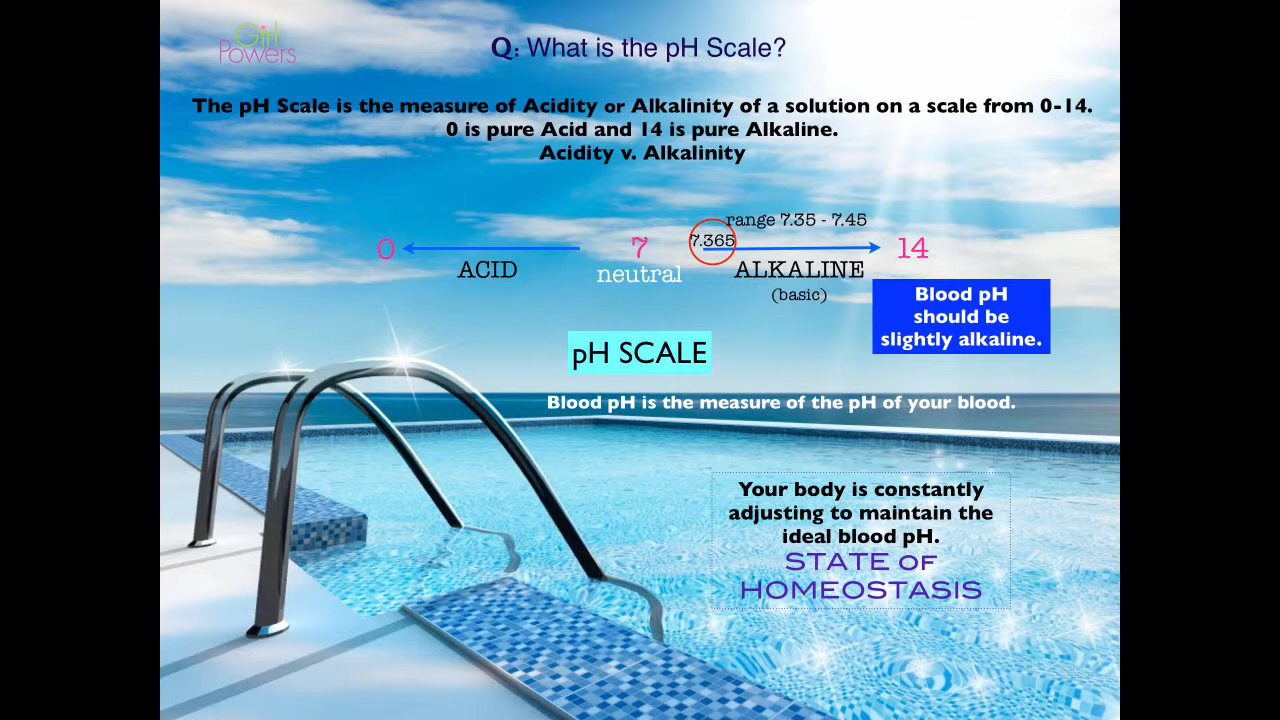 Girl
Powers
Q: What is the pH Scale?
The pH Scale is the measure of Acidity or Alkalinity of a solution on a scale from 0-14.
0 is pure Acid and 14 is pure Alkaline.
Acidity v. Alkalinity
range 7.35 - 7.45
0 7 7.365 14
ACID neutral ALKALINE
(basic)
Blood pH
should be
slightly alkaline.
pH SCALE
Blood pH is the measure of the pH of your blood.
Your body is constantly
adjusting to maintain the
ideal blood pH.
STATE OF
HOMEOSTASIS